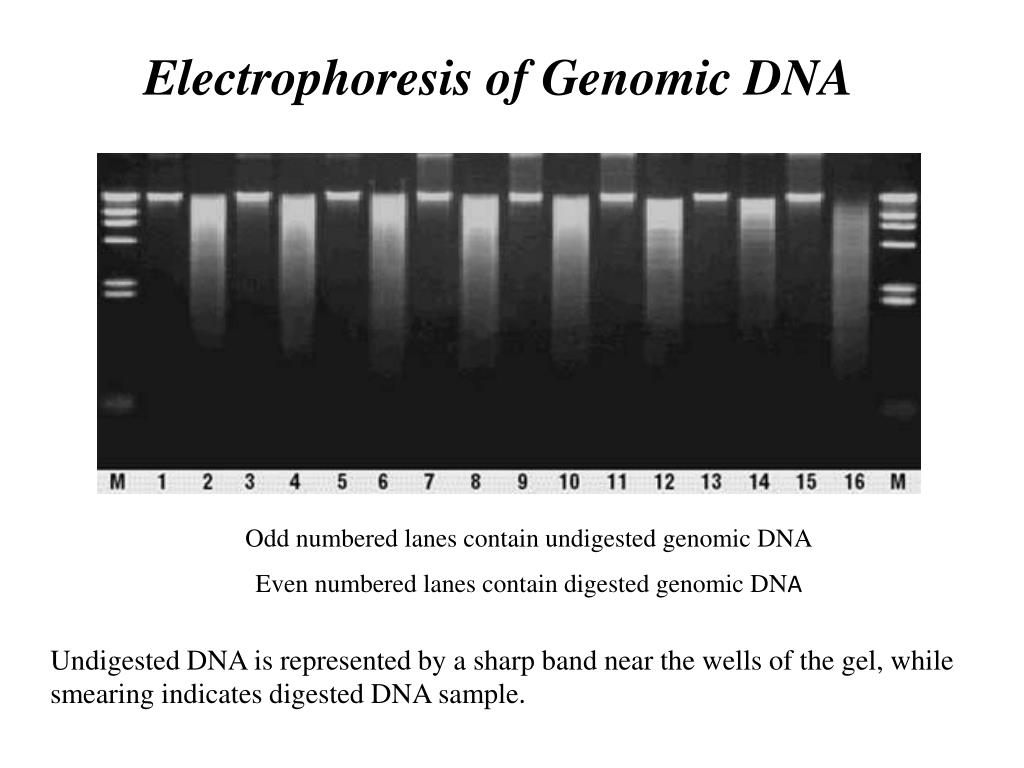 Electrophoresis of Genomic DNA
M 1 2 3 4 5 6 7 8 9 10 11 12 13 14 15 16 M
Odd numbered lanes contain undigested genomic DNA
Even numbered lanes contain digested genomic DNA
Undigested DNA is represented by a sharp band near the wells of the gel, while
smearing indicates digested DNA sample.